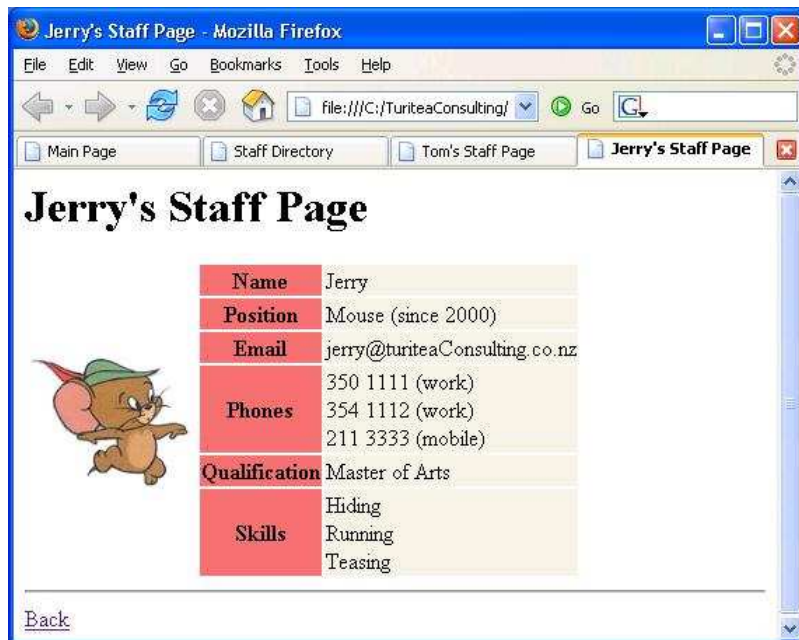 Jerry's Staff Page - Mozilla Firefox
File Edit View Go Bookmarks Tools Help
file:///C:/TuriteaConsulting/ Go G
Main Page Staff Directory Tom's Staff Page Jerry's Staff Page
Jerry's Staff Page
Name Jerry
Position Mouse (since 2000)
Email jerry@turiteaConsulting.co.nz
Phones 350 1111 (work)
354 1112 (work)
211 3333 (mobile)
Qualification Master of Arts
Skills Hiding
Running
Teasing
Back